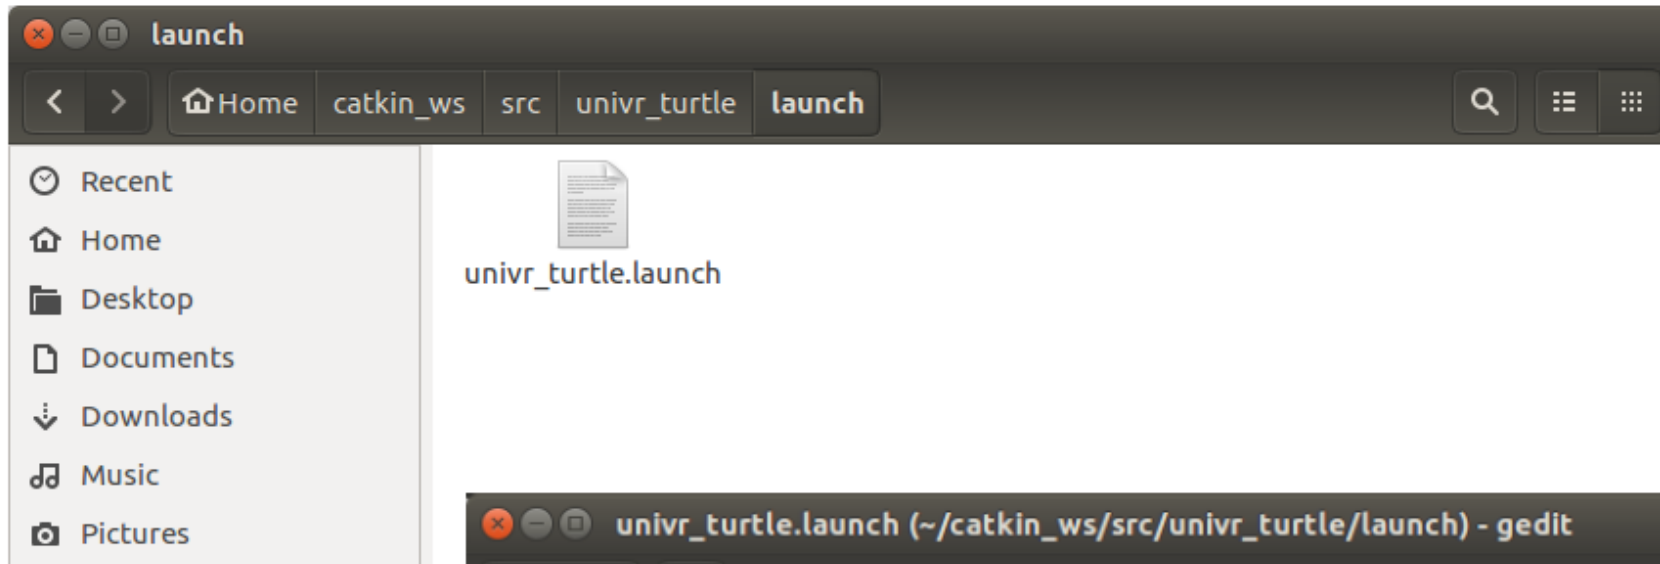 launch
Home catkin_ws src univr_turtle launch
Recent
Home
Desktop
Documents
Downloads
Music
Pictures
univr_turtle.launch
univr_turtle.launch (~/catkin_ws/src/univr_turtle/launch) - gedit